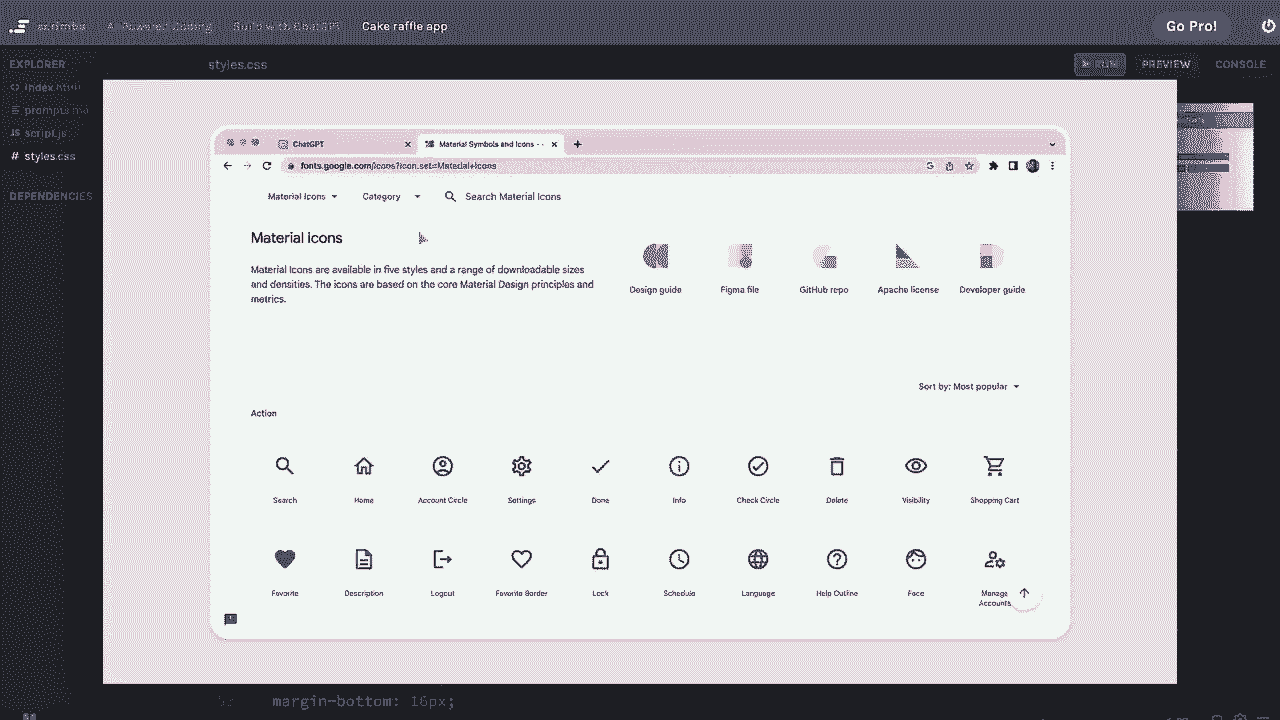 scrimba AI Powered Coding Build with ChatGPT Cake raffle app Go Pro!
EXPLORER styles.css RUN PREVIEW CONSOLE
index.html
prompts.md
script.js
styles.css
DEPENDENCIES
ChatGPT Material Symbols and Icons - -
fonts.google.com/icons?icon.set=Material+Icons
Material Icons Category Search Material Icons
Material Icons
Material Icons are available in five styles and a range of downloadable sizes
and densities. The icons are based on the core Material Design principles and
metrics.
Design guide Figma file GitHub repo Apache license Developer guide
Sort by: Most popular
Action
Search Home Account Circle Settings Done Info Check Circle Delete Visibility Shopping Cart
Favorite Description Logout Favorite Border Lock Schedule Language Help Outline Face Manage
Accounts
margin-bottom: 16px;